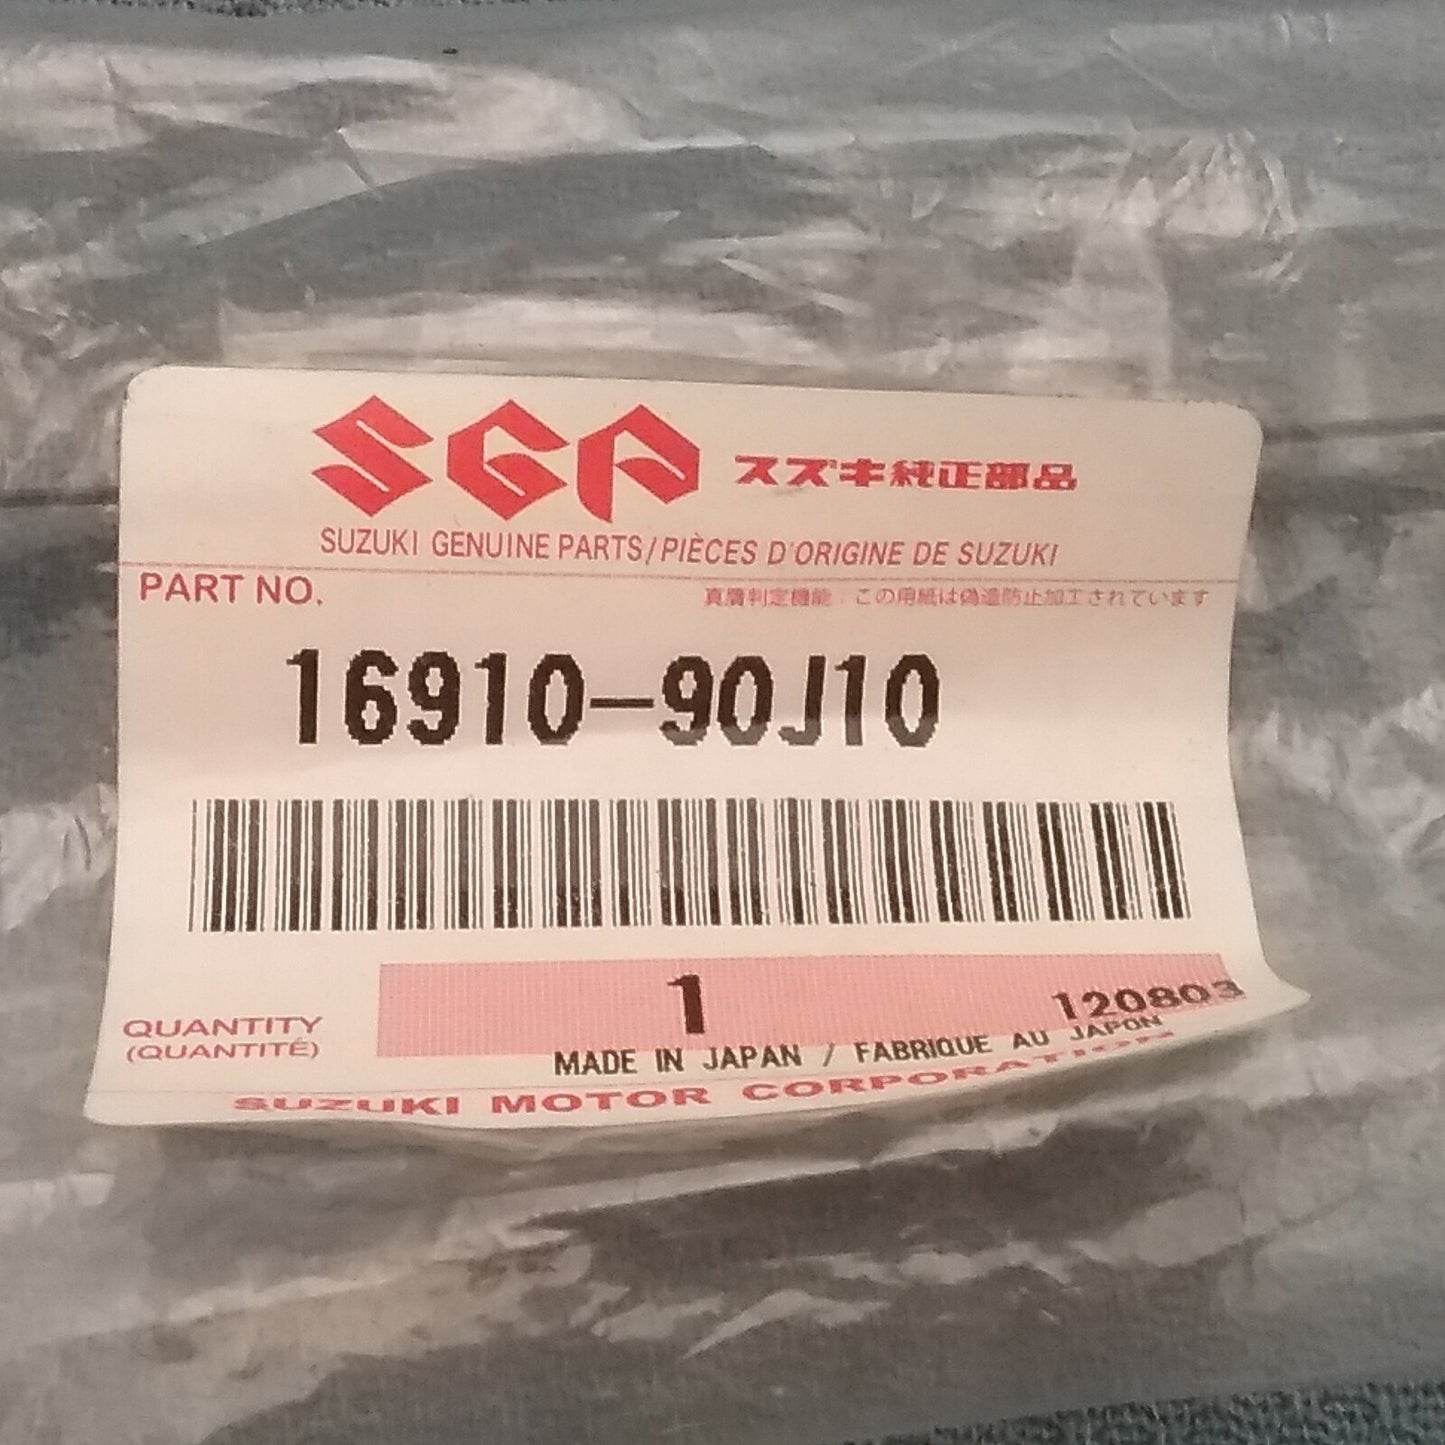 SGP スズキ純正部品
SUZUKI GENUINE PARTS/PIÈCES D'ORIGINE DE SUZUKI
PART NO.
真贋判定機能：この用紙は偽造防止加工されています
16910-90J10
1
120803
QUANTITY
(QUANTITÉ)
MADE IN JAPAN / FABRIQUE AU JAPON
SUZUKI MOTOR CORPORATION